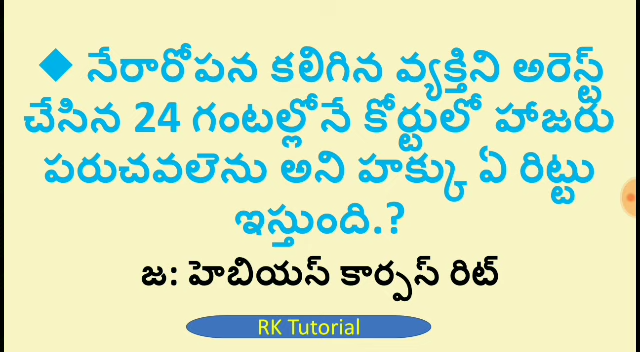 ◆ నేరారోపన కలిగిన వ్యక్తిని అరెస్ట్
చేసిన 24 గంటల్లోనే కోర్టులో హాజరు
పరుచవలెను అని హక్కు ఏ రిట్టు
ఇస్తుంది.?
జ: హెబియస్ కార్పస్ రిట్
RK Tutorial